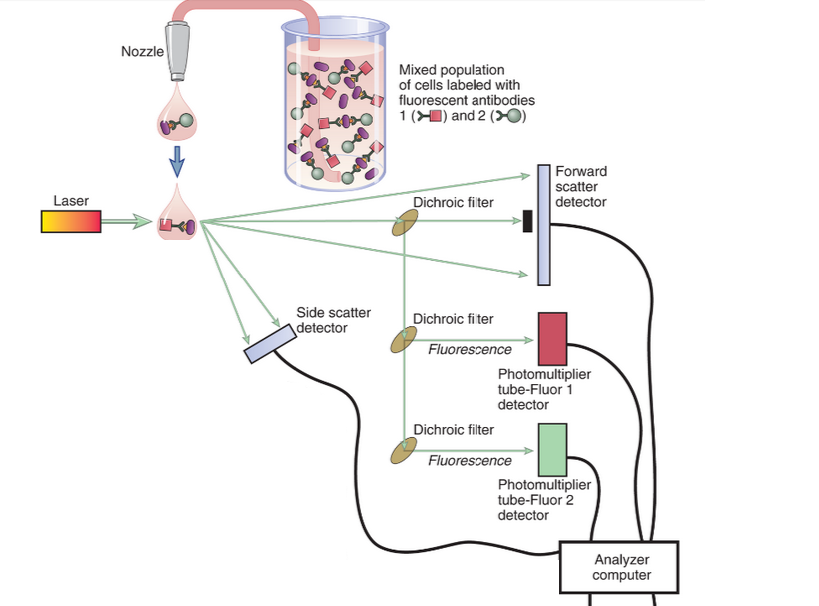 Nozzle
Mixed population
of cells labeled with
fluorescent antibodies
1 ( ) and 2 ( )
Laser
Dichroic filter
Forward
scatter
detector
Side scatter
detector
Dichroic filter
Fluorescence
Photomultiplier
tube-Fluor 1
detector
Dichroic filter
Fluorescence
Photomultiplier
tube-Fluor 2
detector
Analyzer
computer